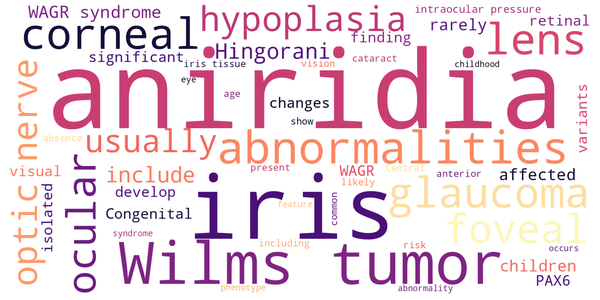 WAGR syndrome
intraocular pressure
hypoplasia
rarely
retinal
corneal
finding
lens
significant
Hingorani
iris tissue
vision
cataract
childhood
aniridia
eye
age
changes
show
variants
optic nerve
usually
abnormalities
absence
visual
ocular
include
present
WAGR
likely
Central
anterior
affected
isolated
develop
iris
common
glaucoma
Congenital
feature
foveal
syndrome
including
occurs
Wilms tumor
risk
children
phenotype
abnormality
PAX6